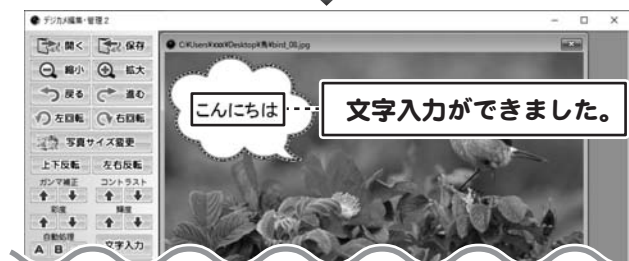 デジカメ編集・管理2
C:¥Users¥xxx¥Desktop¥鳥¥bird_08.jpg
開く 保存
縮小 拡大
戻る 進む
左回転 右回転
写真サイズ変更
上下反転 左右反転
ガンマ補正 コントラスト
彩度 輝度
自動処理
A B 文字入力
こんにちは
文字入力ができました。